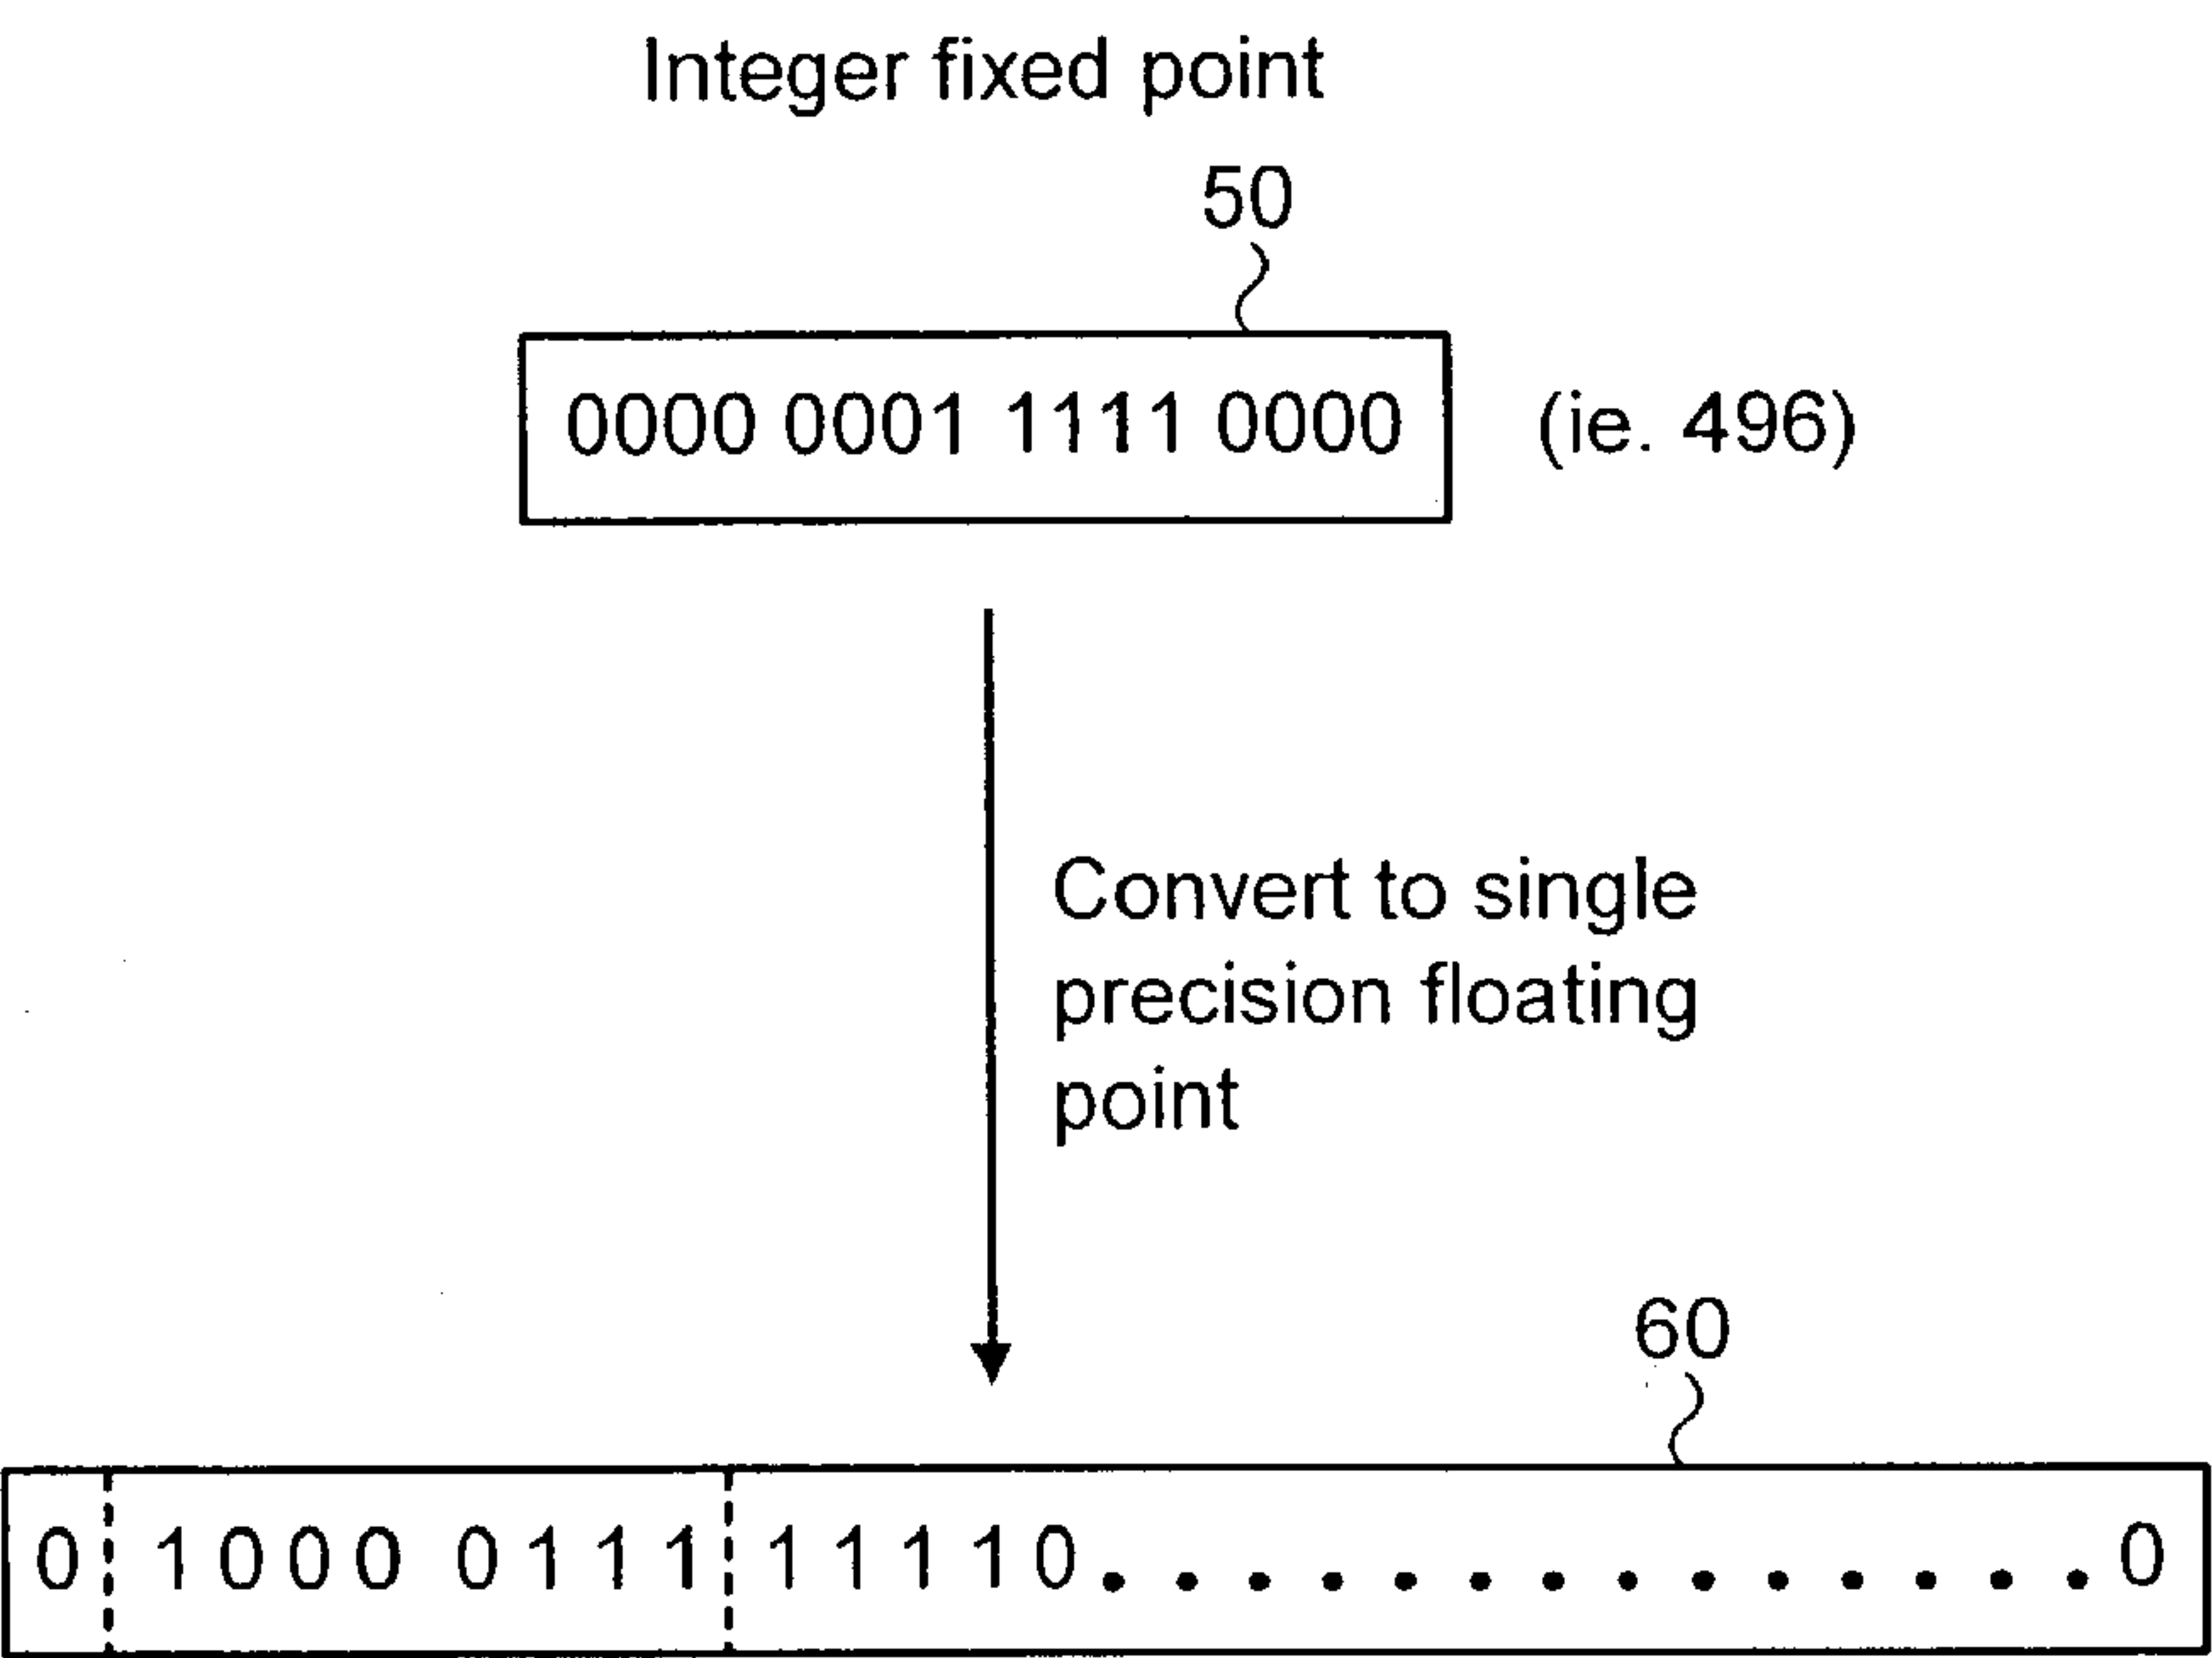 Integer fixed point
50
0000 0001 1111 0000 (ie. 496)
Convert to single
precision floating
point
60
0 1000 0111 11110..............0